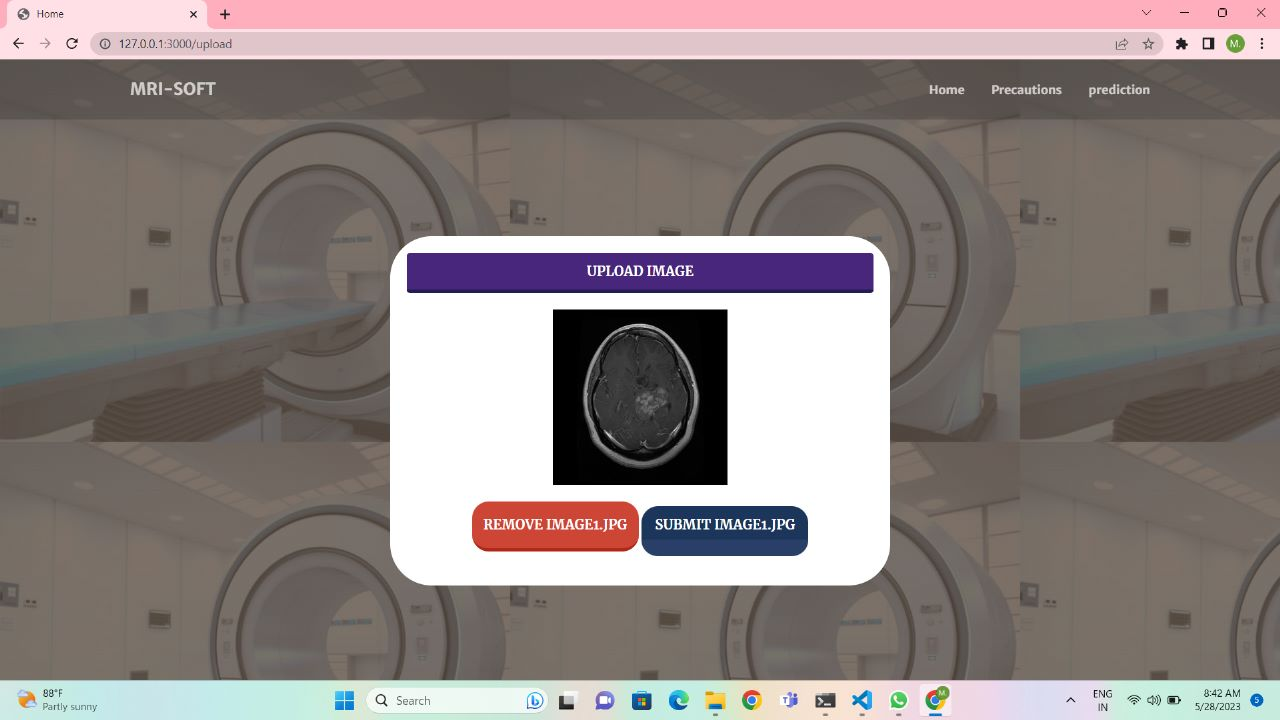 Home
127.0.0.1:3000/upload
M.
MRI-SOFT
Home Precautions prediction
UPLOAD IMAGE
REMOVE IMAGE1.JPG SUBMIT IMAGE1.JPG
88°F
Partly sunny
Search
M
ENG
IN
8:42 AM
5/28/2023
5